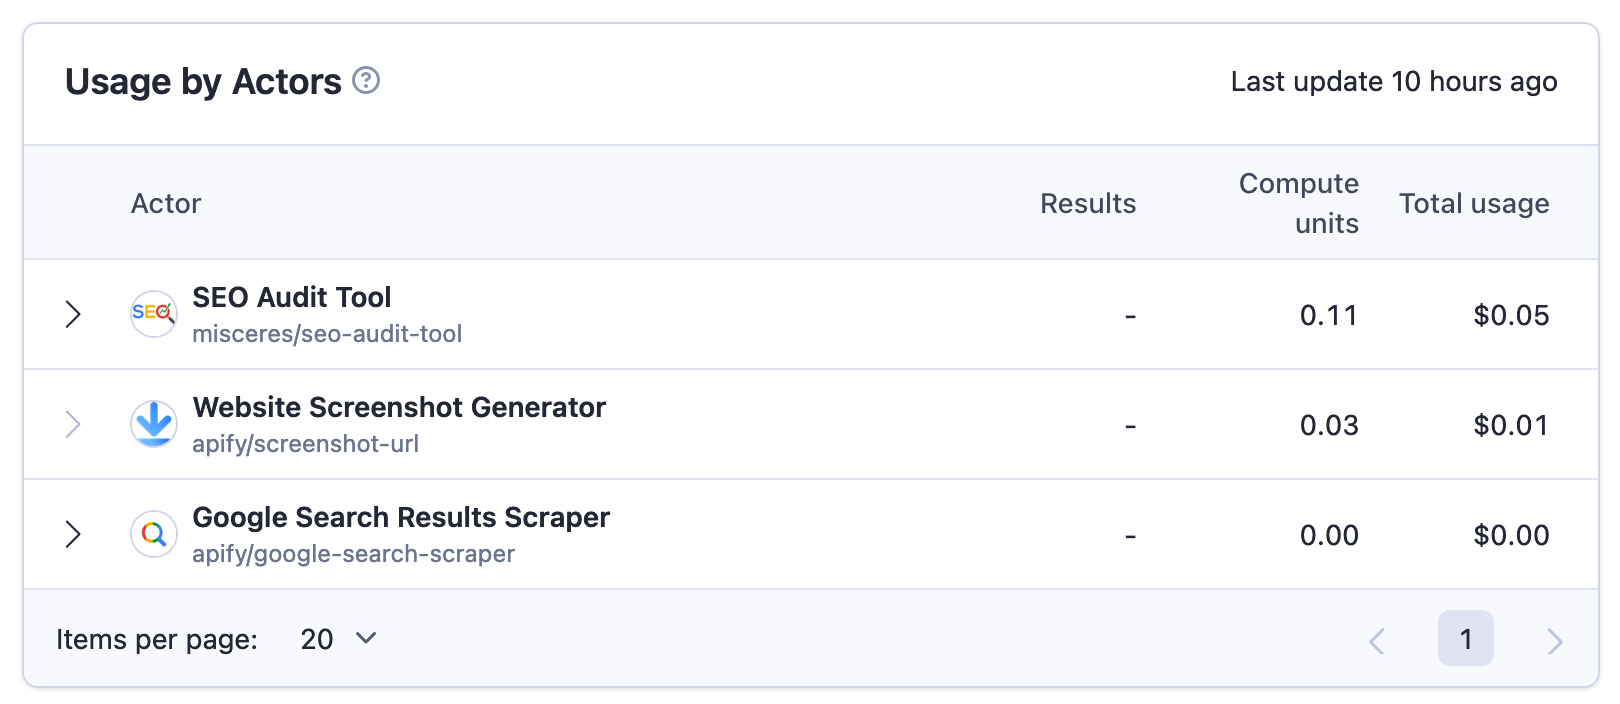 Usage by Actors ?
Last update 10 hours ago
Actor
Results
Compute
units
Total usage
SEO
SEO Audit Tool
misceres/seo-audit-tool
-
0.11
$0.05
Website Screenshot Generator
apify/screenshot-url
-
0.03
$0.01
Google Search Results Scraper
apify/google-search-scraper
-
0.00
$0.00
Items per page: 20
1